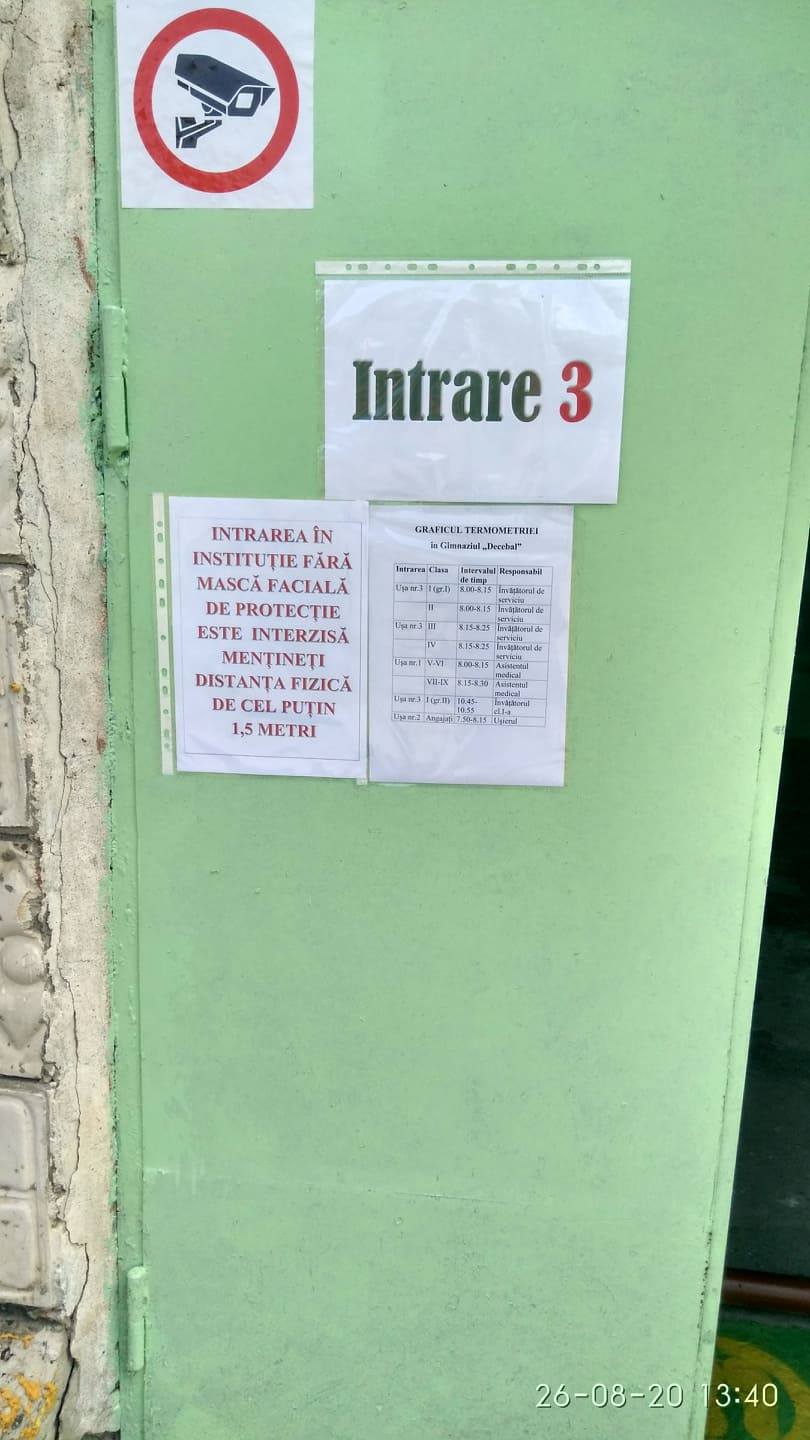 Intrare 3
INTRAREA ÎN
INSTITUȚIE FĂRĂ
MASCĂ FACIALĂ
DE PROTECȚIE
ESTE INTERZISĂ
MENȚINEȚI
DISTANȚA FIZICĂ
DE CEL PUȚIN
1,5 METRI
GRAFICUL TERMOMETRIEI
în Gimnaziul „Decebal”
Intrarea Clasa Intervalul de timp Responsabil
Ușa nr.3 I (gr.I) 8.00-8.15 Învățătorul de serviciu
II 8.00-8.15 Învățătorul de serviciu
Ușa nr.3 III 8.15-8.25 Învățătorul de serviciu
IV 8.15-8.25 Învățătorul de serviciu
Ușa nr.1 V-VI 8.00-8.15 Asistentul medical
VII-IX 8.15-8.30 Asistentul medical
Ușa nr.3 I (gr.II) 10.45-10.55 Învățătorul cl.I-a
Ușa nr.2 Angajați 7.50-8.15 Ușierul
26-08-20 13:40